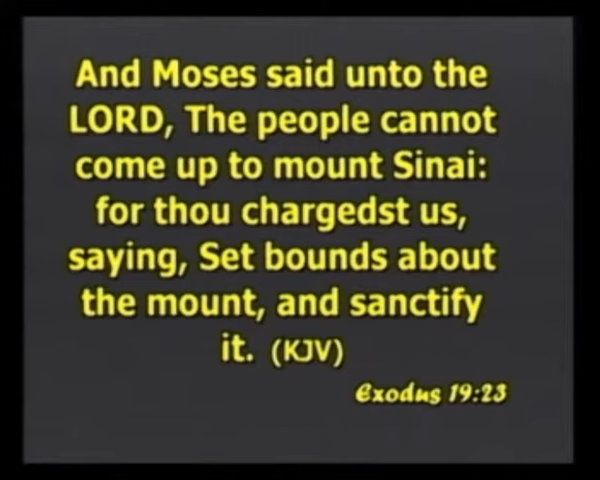 And Moses said unto the
LORD, The people cannot
come up to mount Sinai:
for thou chargedst us,
saying, Set bounds about
the mount, and sanctify
it. (KJV)
Exodus 19:23